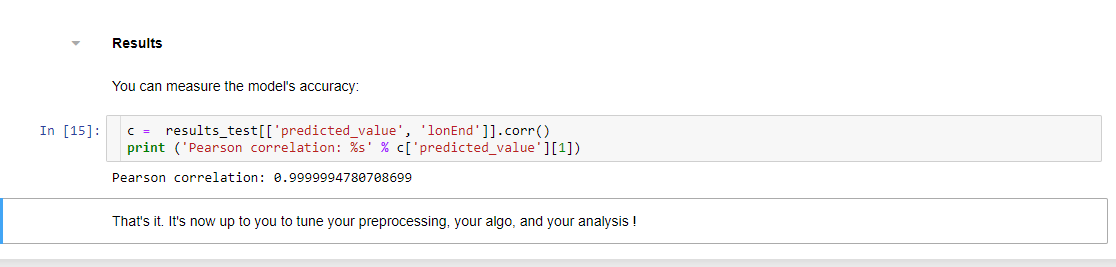 Results
You can measure the model's accuracy:
In [15]: c =  results_test[['predicted_value', 'lonEnd']].corr()
print ('Pearson correlation: %s' % c['predicted_value'][1])
Pearson correlation: 0.9999994780708699
That's it. It's now up to you to tune your preprocessing, your algo, and your analysis !